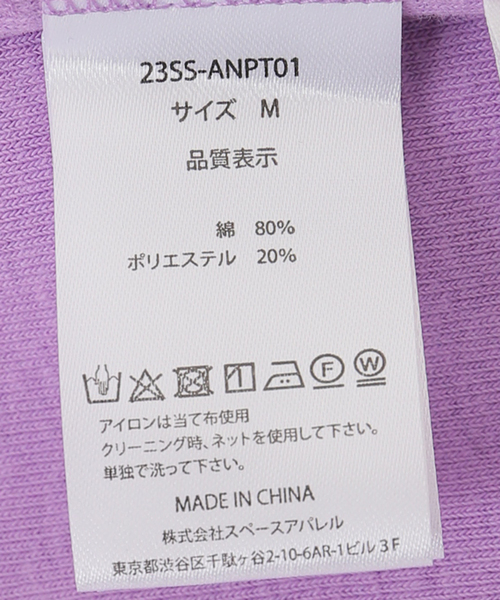 23SS-ANPT01
サイズ M
品質表示
綿 80%
ポリエステル 20%
F W
アイロンは当て布使用
クリーニング時、ネットを使用して下さい。
単独で洗って下さい。
MADE IN CHINA
株式会社スペースアパレル
東京都渋谷区千駄ヶ谷2-10-6AR-1ビル 3F